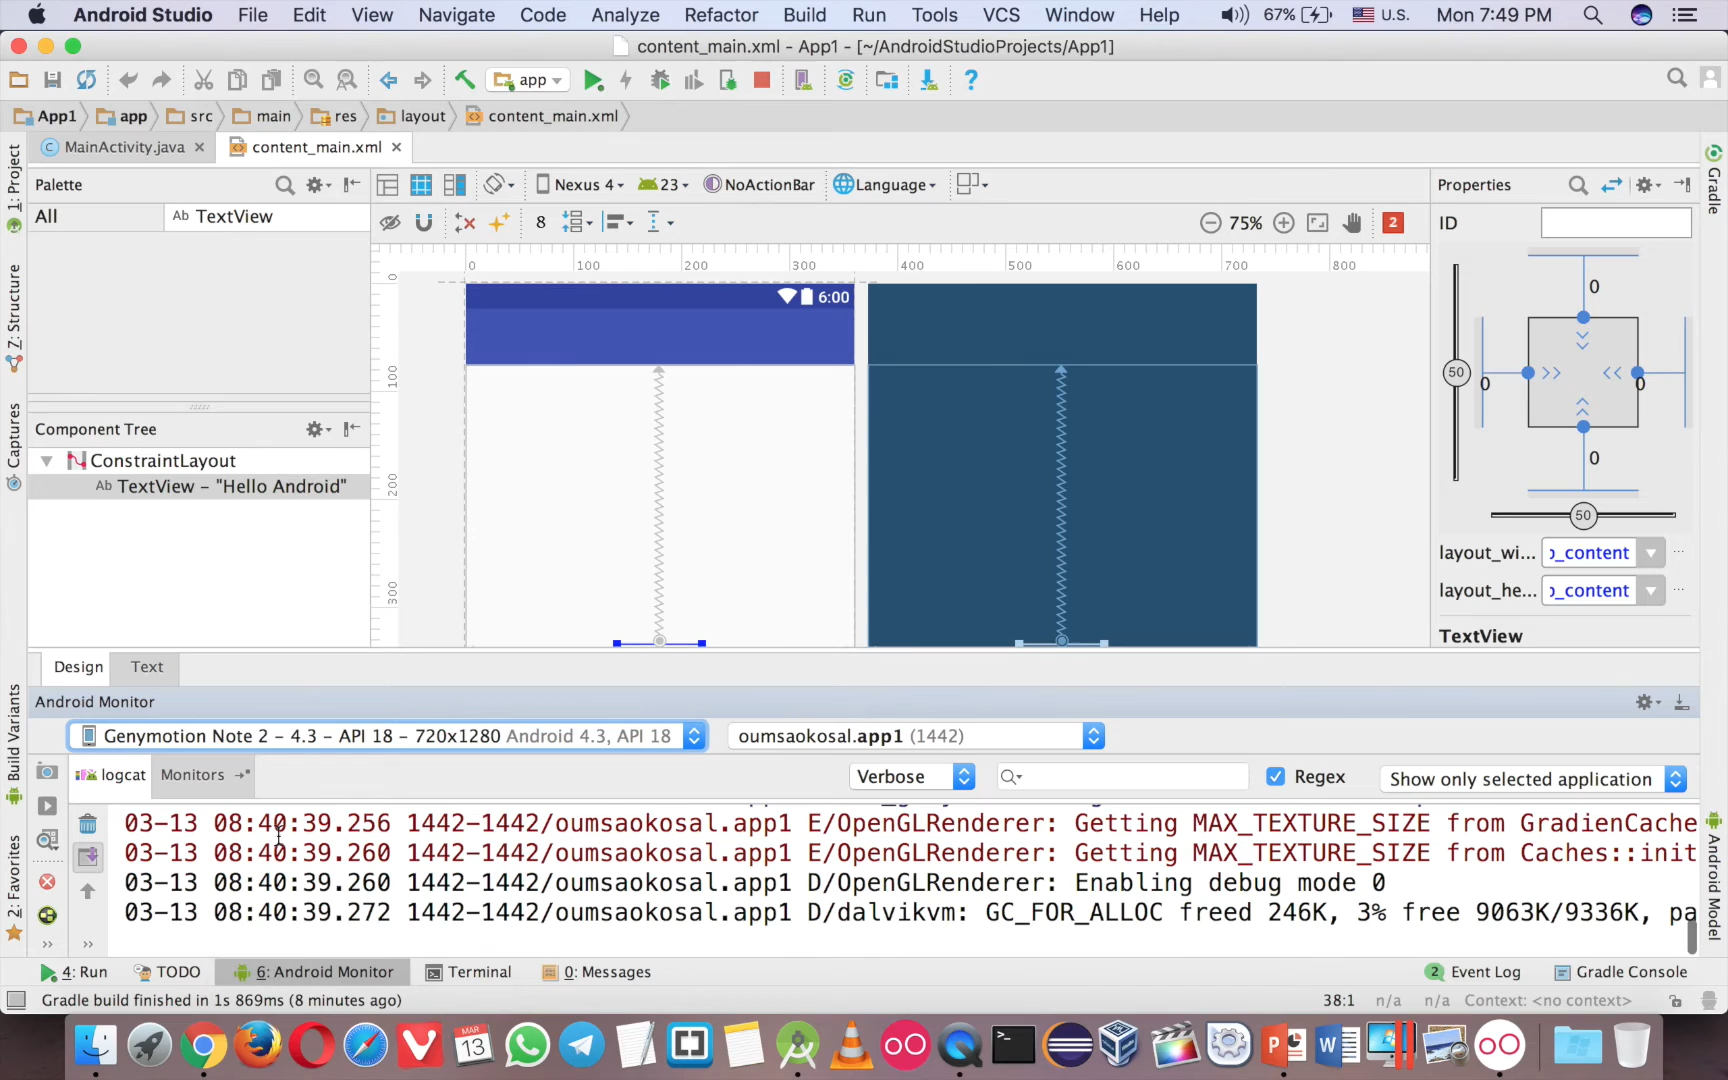 Android Studio File Edit View Navigate Code Analyze Refactor Build Run Tools VCS Window Help 67% U.S. Mon 7:49 PM
content_main.xml - App1 - [~/AndroidStudioProjects/App1]
app
App1 app src main res layout content_main.xml
MainActivity.java content_main.xml
Palette Nexus 4 23 NoActionBar Language Properties
All Ab TextView 8 75% 2 ID
0 100 200 300 400 500 600 700 800
0
100
200
300
6:00
Component Tree
ConstraintLayout
Ab TextView – "Hello Android"
0
50 0 0
0
50
layout_wi... ɔ_content ...
layout_he... ɔ_content ...
TextView
Design Text
Android Monitor
Genymotion Note 2 – 4.3 – API 18 – 720x1280 Android 4.3, API 18 oumsaokosal.app1 (1442)
logcat Monitors Verbose Regex Show only selected application
03-13 08:40:39.256 1442-1442/oumsaokosal.app1 E/OpenGLRenderer: Getting MAX_TEXTURE_SIZE from GradienCache
03-13 08:40:39.260 1442-1442/oumsaokosal.app1 E/OpenGLRenderer: Getting MAX_TEXTURE_SIZE from Caches::init
03-13 08:40:39.260 1442-1442/oumsaokosal.app1 D/OpenGLRenderer: Enabling debug mode 0
03-13 08:40:39.272 1442-1442/oumsaokosal.app1 D/dalvikvm: GC_FOR_ALLOC freed 246K, 3% free 9063K/9336K, pa
4: Run TODO 6: Android Monitor Terminal 0: Messages 2 Event Log Gradle Console
Gradle build finished in 1s 869ms (8 minutes ago) 38:1 n/a n/a Context: <no context>
1: Project
Z: Structure
Captures
Build Variants
2: Favorites
Gradle
Android Model
MAR
13